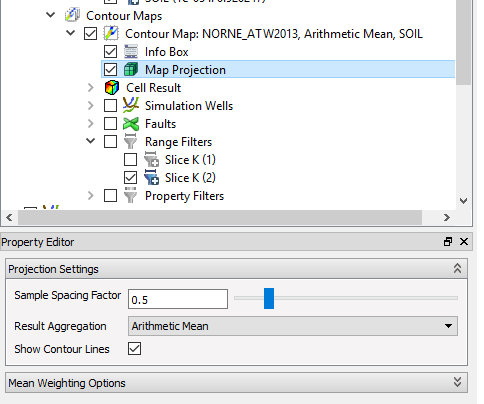 Contour Maps
Contour Map: NORNE_ATW2013, Arithmetic Mean, SOIL
Info Box
Map Projection
Cell Result
Simulation Wells
Faults
Range Filters
Slice K (1)
Slice K (2)
Property Filters
Property Editor
Projection Settings
Sample Spacing Factor 0.5
Result Aggregation Arithmetic Mean
Show Contour Lines
Mean Weighting Options